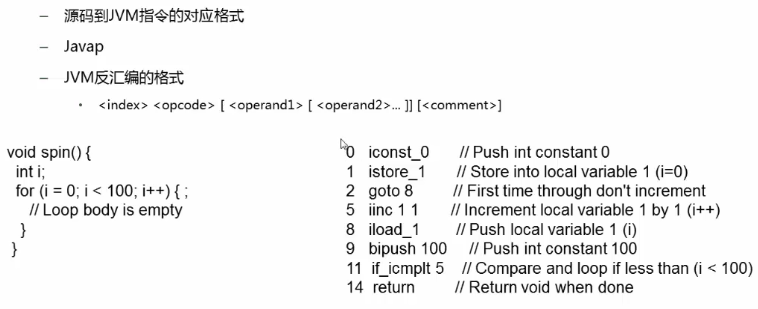 – 源码到JVM指令的对应格式
– Javap
– JVM反汇编的格式
• <index> <opcode> [ <operand1> [ <operand2>... ]] [<comment>]
void spin() {
int i;
for (i = 0; i < 100; i++) { ;
// Loop body is empty
}
}
0 iconst_0 // Push int constant 0
1 istore_1 // Store into local variable 1 (i=0)
2 goto 8 // First time through don't increment
5 iinc 1 1 // Increment local variable 1 by 1 (i++)
8 iload_1 // Push local variable 1 (i)
9 bipush 100 // Push int constant 100
11 if_icmplt 5 // Compare and loop if less than (i < 100)
14 return // Return void when done